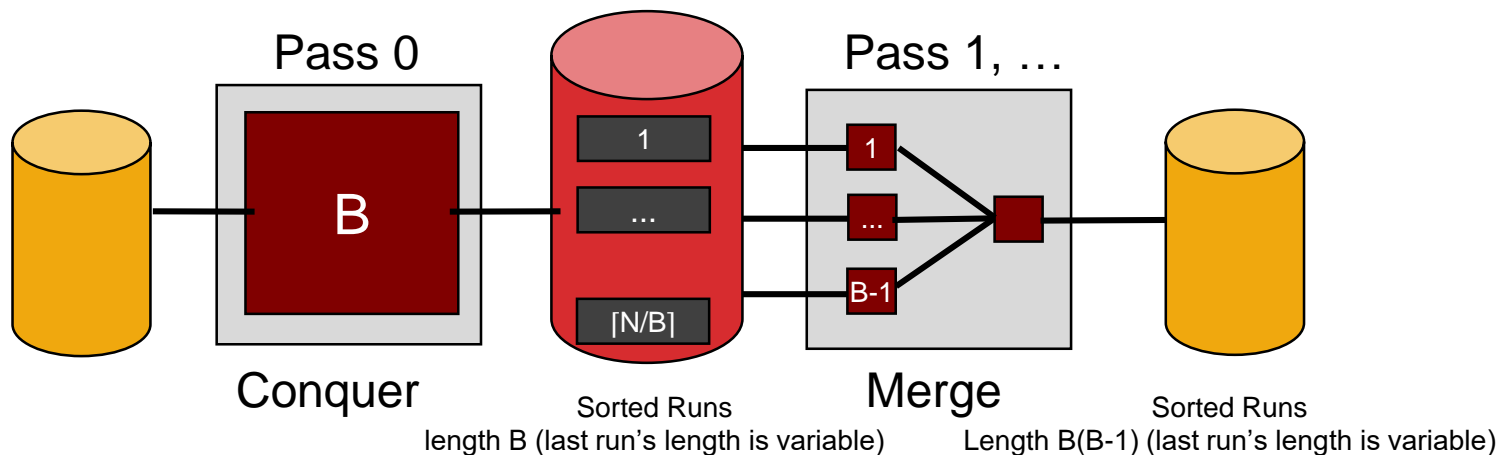 Pass 0
Pass 1, …
B
1
...
⌈N/B⌉
1
...
B-1
Conquer
Merge
Sorted Runs
length B (last run’s length is variable)
Sorted Runs
Length B(B-1) (last run’s length is variable)